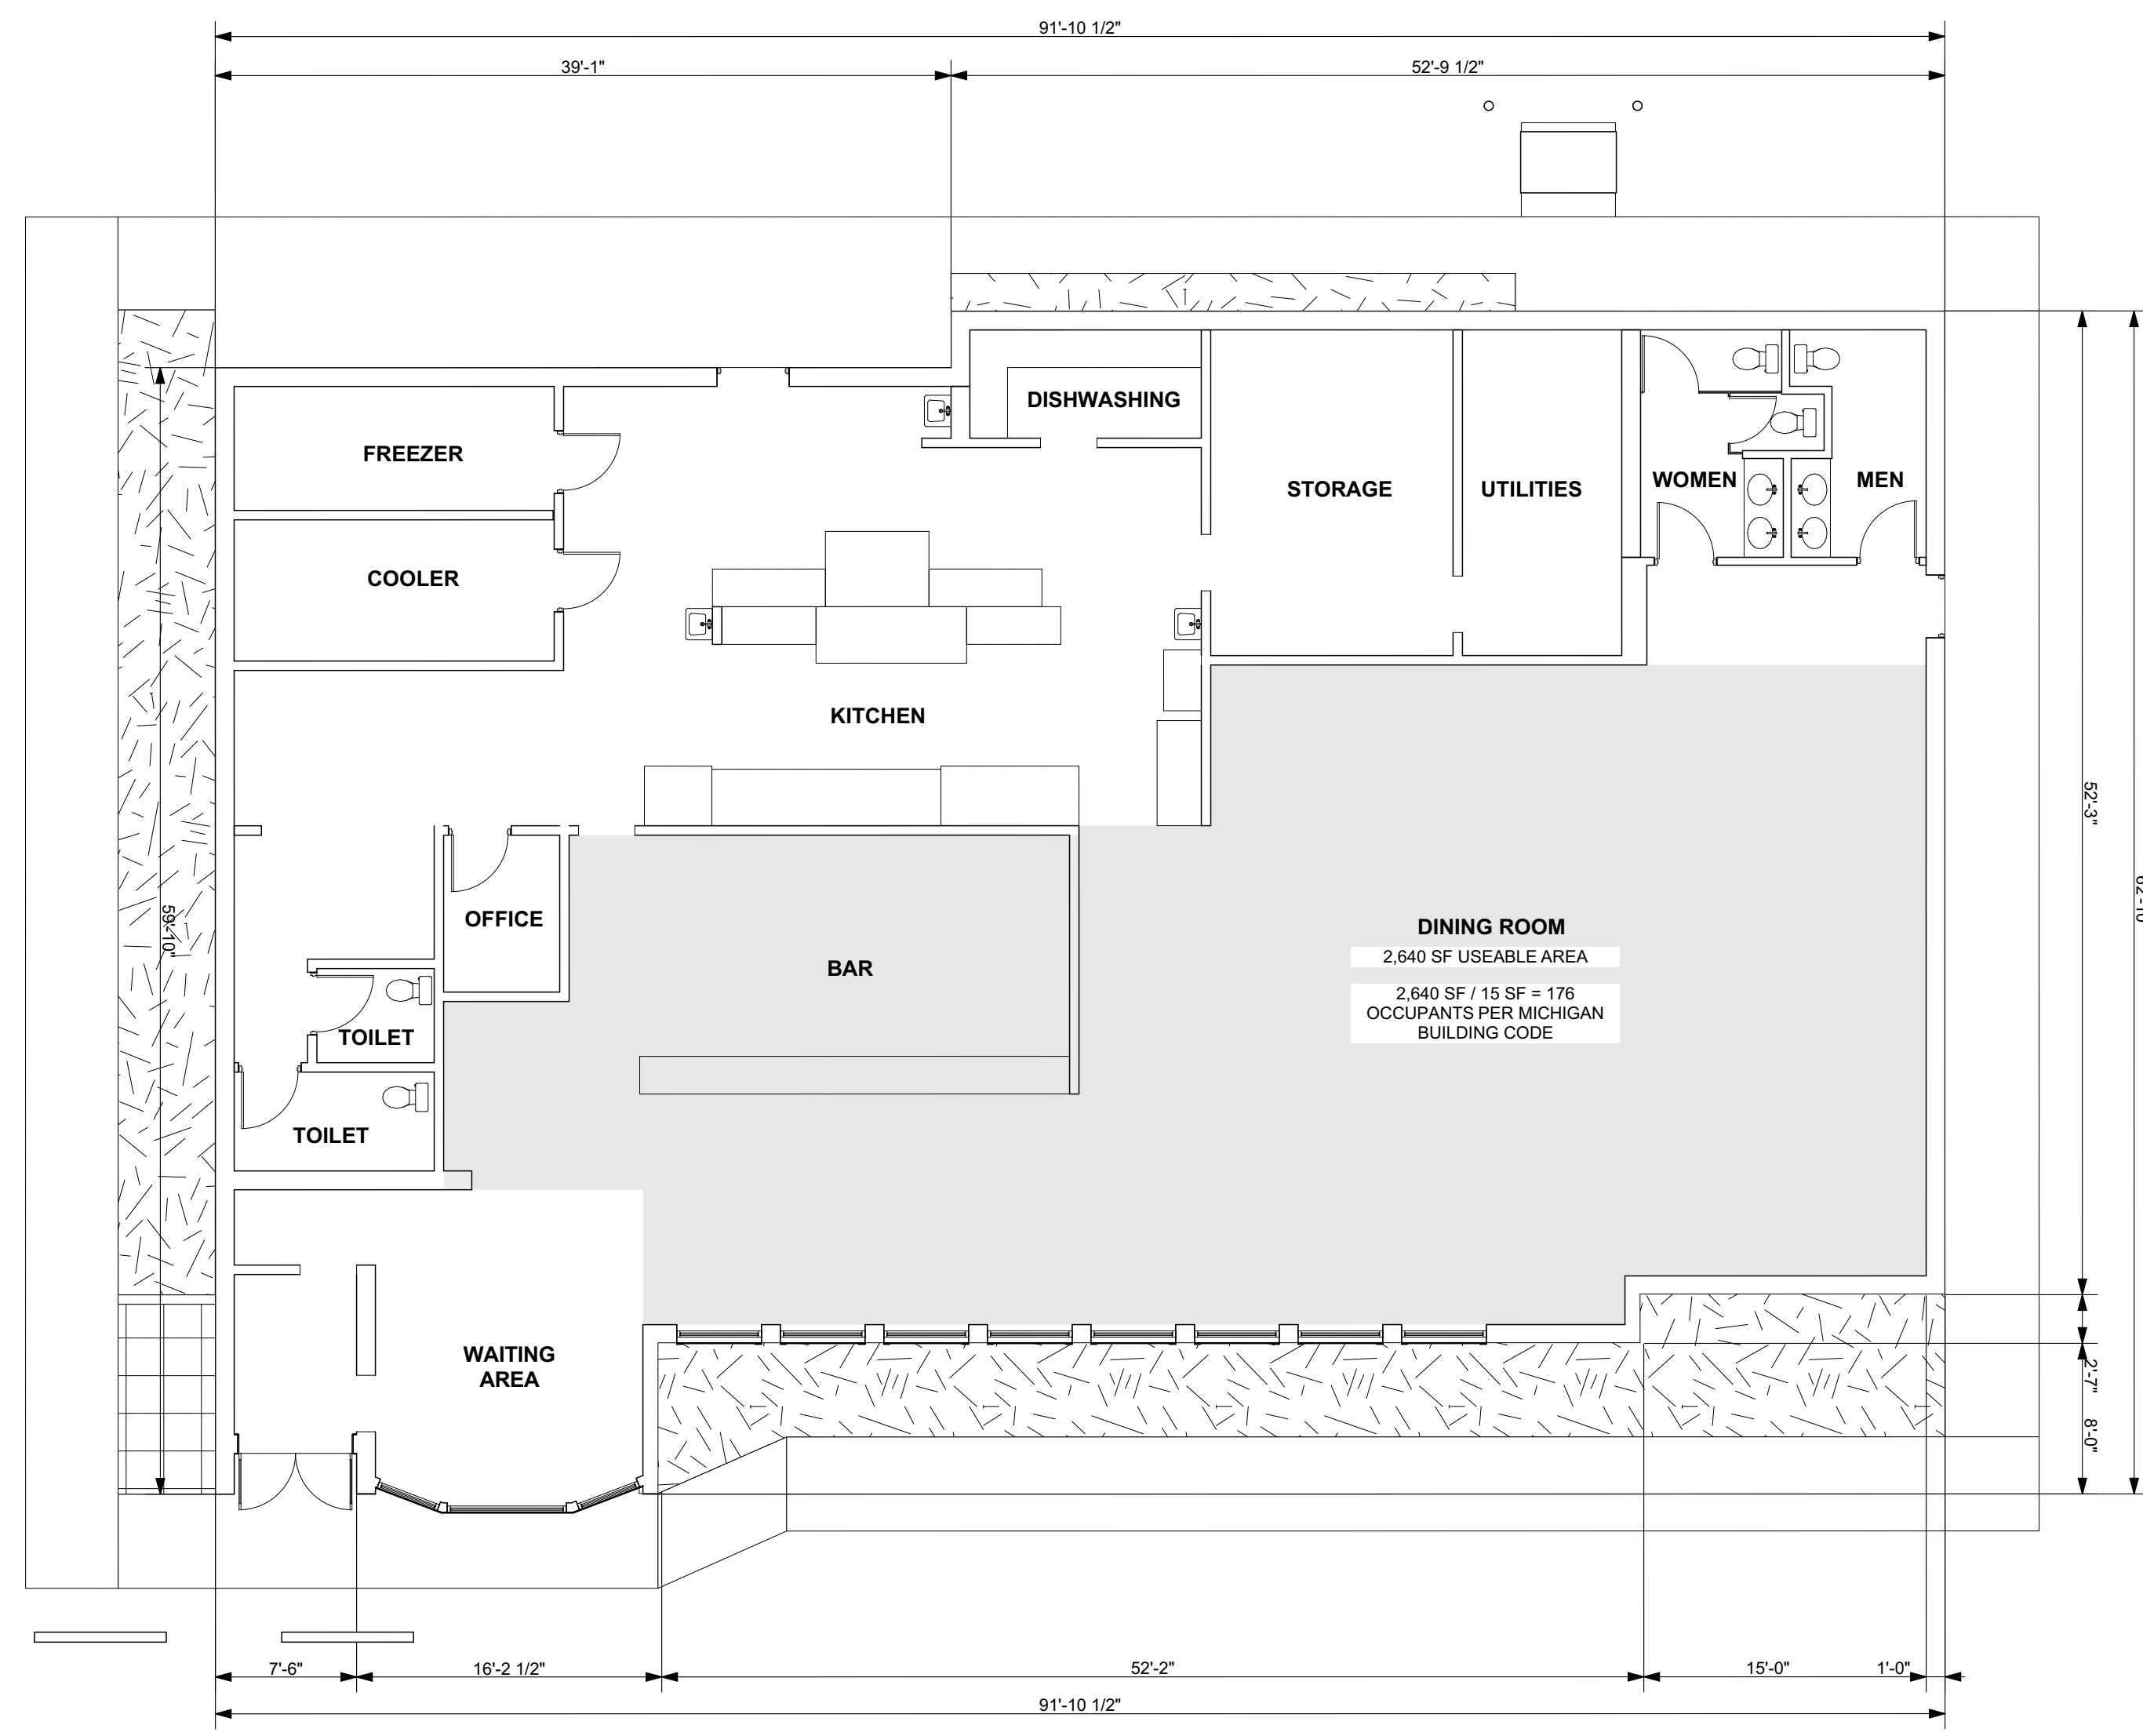 91'-10 1/2"
39'-1"
52'-9 1/2"
DISHWASHING
FREEZER
STORAGE
UTILITIES
WOMEN
MEN
COOLER
KITCHEN
52'-3"
59'-10"
OFFICE
DINING ROOM
2,640 SF USEABLE AREA
BAR
2,640 SF / 15 SF = 176
OCCUPANTS PER MICHIGAN
BUILDING CODE
TOILET
TOILET
WAITING
AREA
2'-7"
8'-0"
7'-6"
16'-2 1/2"
52'-2"
15'-0"
1'-0"
91'-10 1/2"